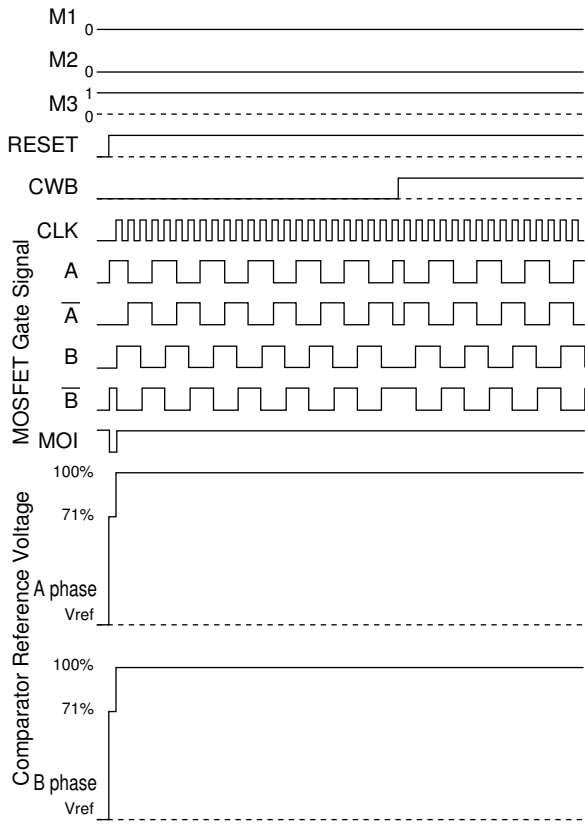 M1
0
M2
0
M3
1
0
RESET
CWB
CLK
MOSFET Gate Signal
A
A̅
B
B̅
MOI
Comparator Reference Voltage
100%
71%
A phase
Vref
100%
71%
B phase
Vref